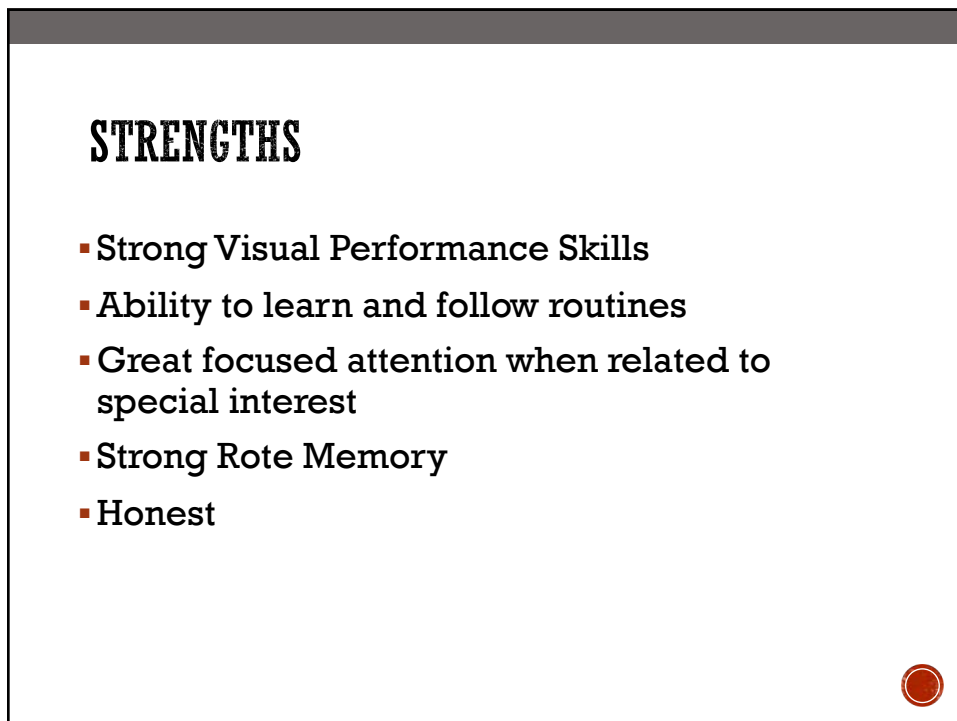 STRENGTHS
▪ Strong Visual Performance Skills
▪ Ability to learn and follow routines
▪ Great focused attention when related to
special interest
▪ Strong Rote Memory
▪ Honest